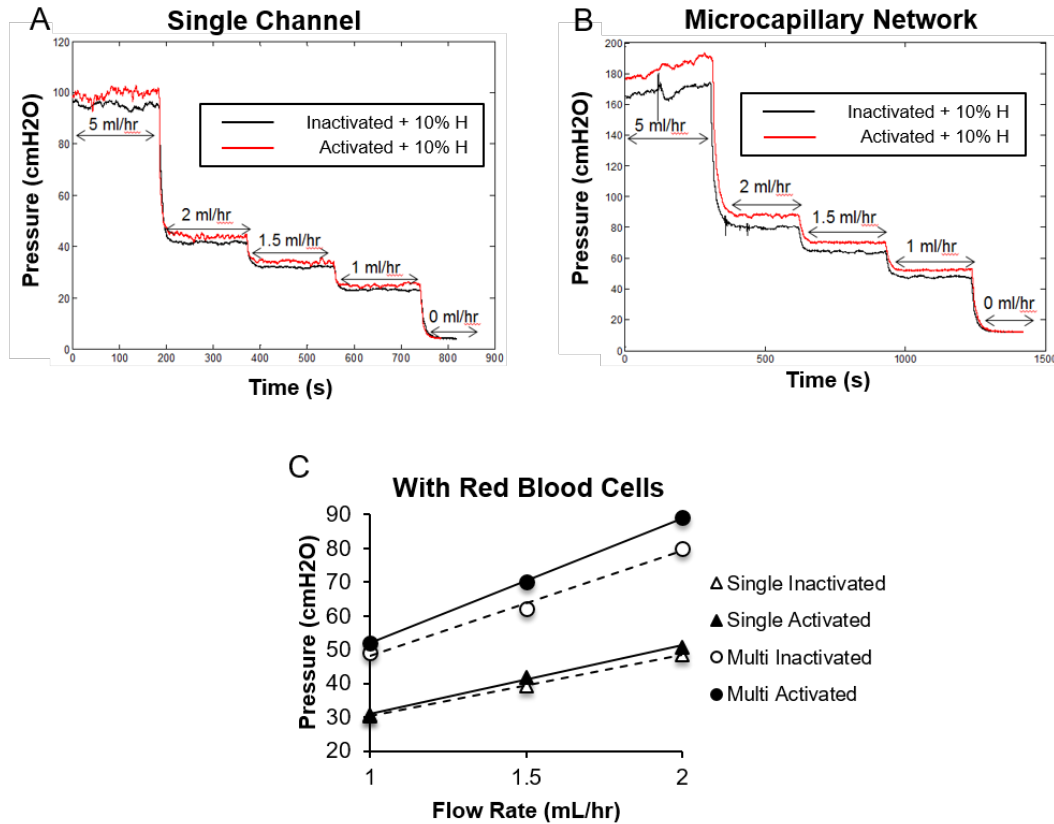 A
Single Channel
Pressure (cmH2O)
120
100
80
60
40
20
0
5 ml/hr
Inactivated + 10% H
Activated + 10% H
2 ml/hr
1.5 ml/hr
1 ml/hr
0 ml/hr
0 100 200 300 400 500 600 700 800 900
Time (s)
B
Microcapillary Network
Pressure (cmH2O)
200
180
160
140
120
100
80
60
40
20
0
5 ml/hr
Inactivated + 10% H
Activated + 10% H
2 ml/hr
1.5 ml/hr
1 ml/hr
0 ml/hr
0 500 1000 1500
Time (s)
C
With Red Blood Cells
Pressure (cmH2O)
90
80
70
60
50
40
30
20
1 1.5 2
Flow Rate (mL/hr)
Single Inactivated
Single Activated
Multi Inactivated
Multi Activated